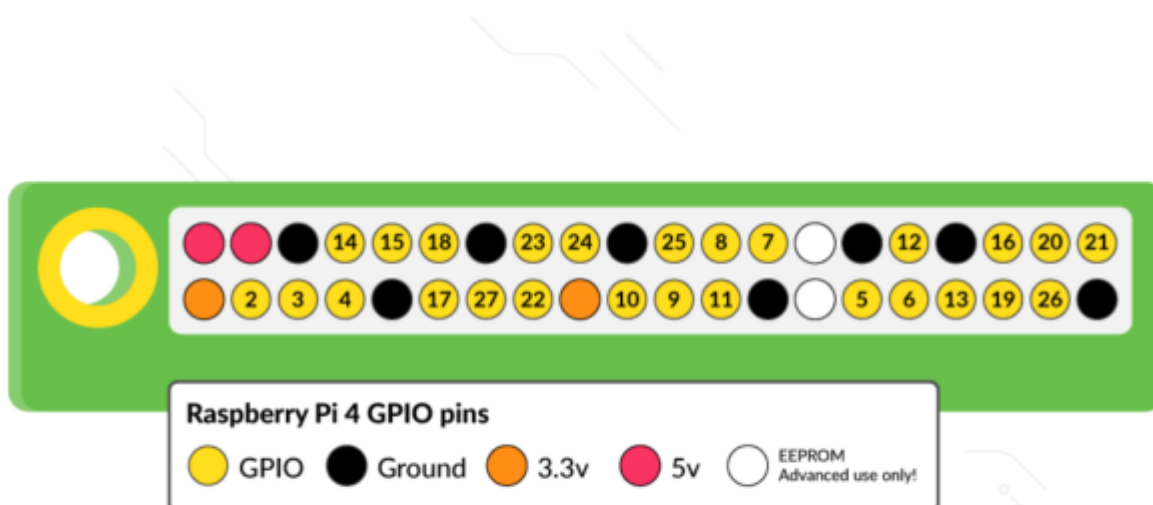 14 15 18 23 24 25 8 7 12 16 20 21
2 3 4 17 27 22 10 9 11 5 6 13 19 26
Raspberry Pi 4 GPIO pins
GPIO Ground 3.3v 5v EEPROM
Advanced use only!